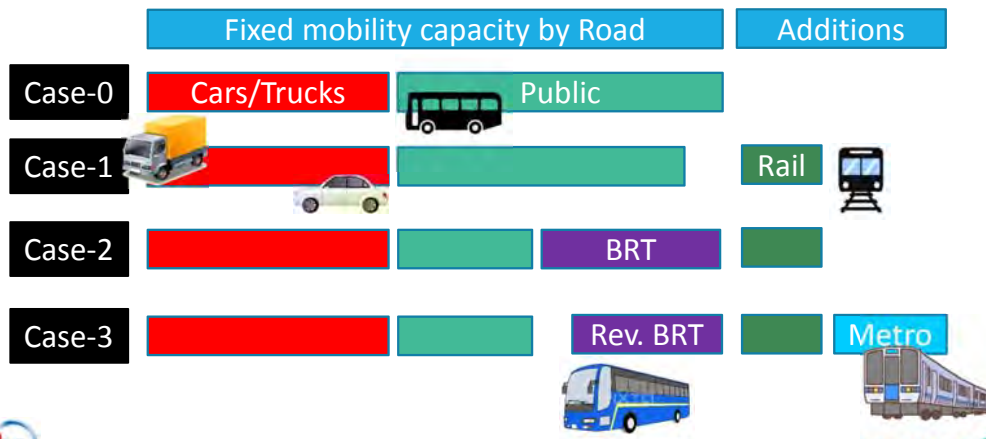 Fixed mobility capacity by Road Additions
Case-0 Cars/Trucks Public
Case-1 Rail
Case-2 BRT
Case-3 Rev. BRT Metro